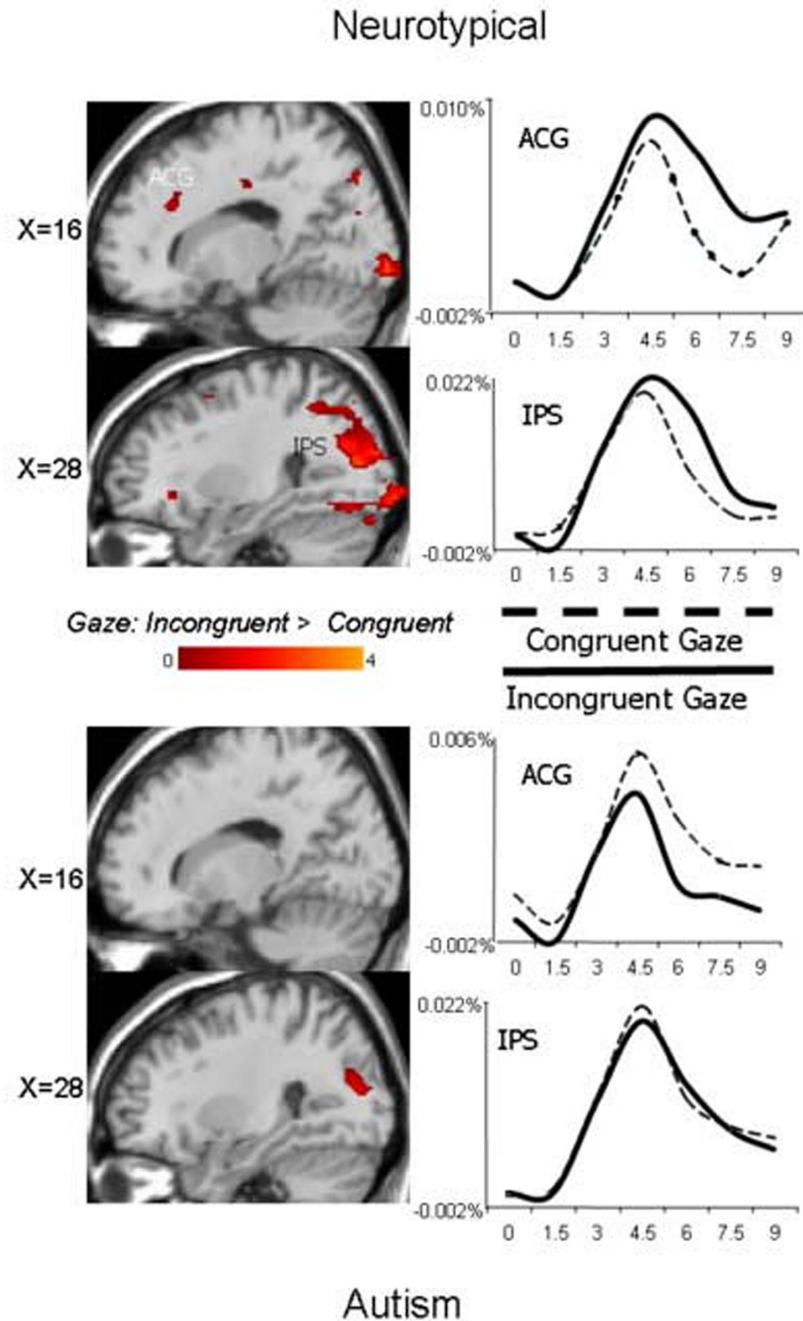 Neurotypical
X=16
ACG
0.010%
ACG
-0.002%
0 1.5 3 4.5 6 7.5 9
X=28
IPS
0.022%
IPS
-0.002%
0 1.5 3 4.5 6 7.5 9
Gaze: Incongruent > Congruent
0 4
Congruent Gaze
Incongruent Gaze
X=16
0.006%
ACG
-0.002%
0 1.5 3 4.5 6 7.5 9
X=28
0.022%
IPS
-0.002%
0 1.5 3 4.5 6 7.5 9
Autism